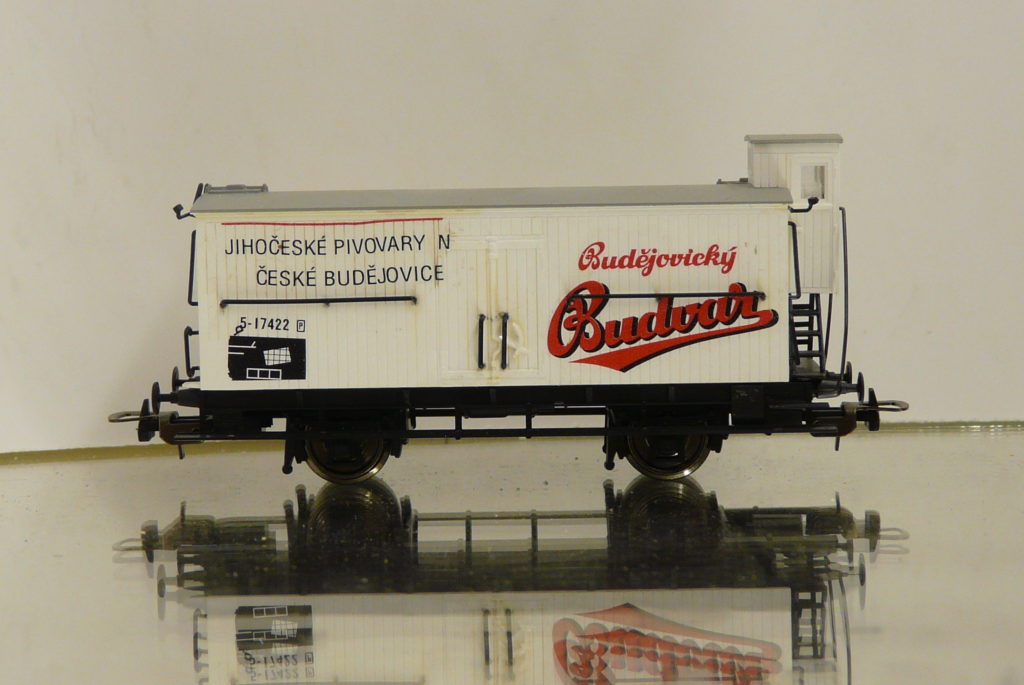 JIHOČESKÉ PIVOVARY N
ČESKÉ BUDĚJOVICE
5-17422 P
Budějovický
Budvar